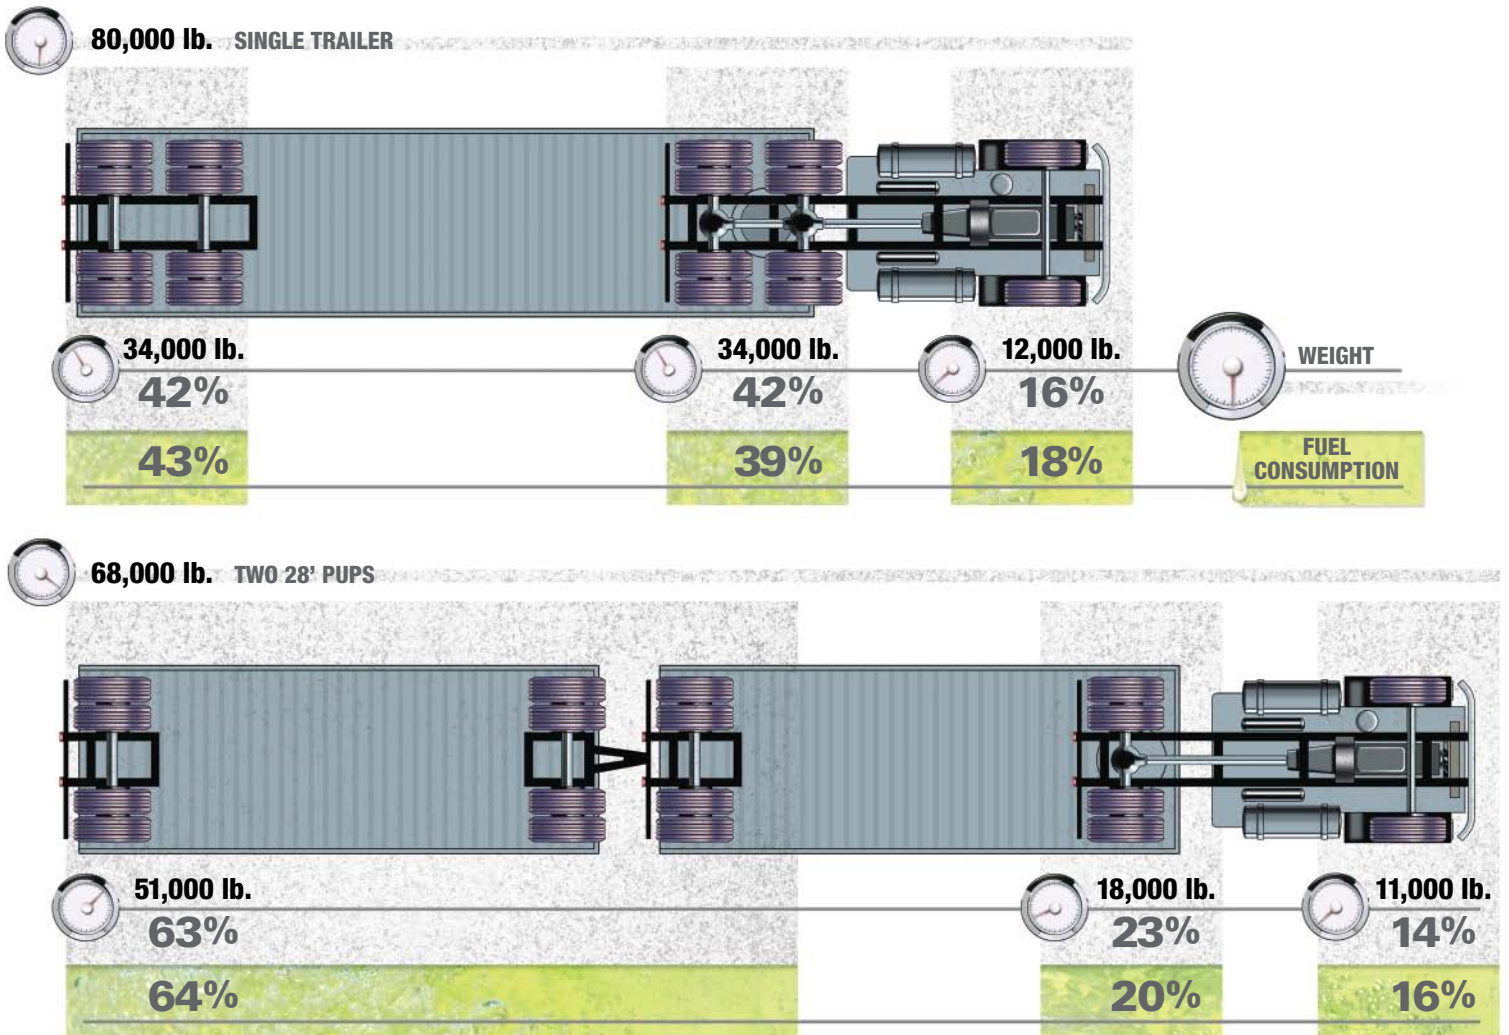 80,000 lb. SINGLE TRAILER
34,000 lb.
42%
43%
34,000 lb.
42%
39%
12,000 lb.
16%
18%
WEIGHT
FUEL
CONSUMPTION
68,000 lb. TWO 28' PUPS
51,000 lb.
63%
64%
18,000 lb.
23%
20%
11,000 lb.
14%
16%